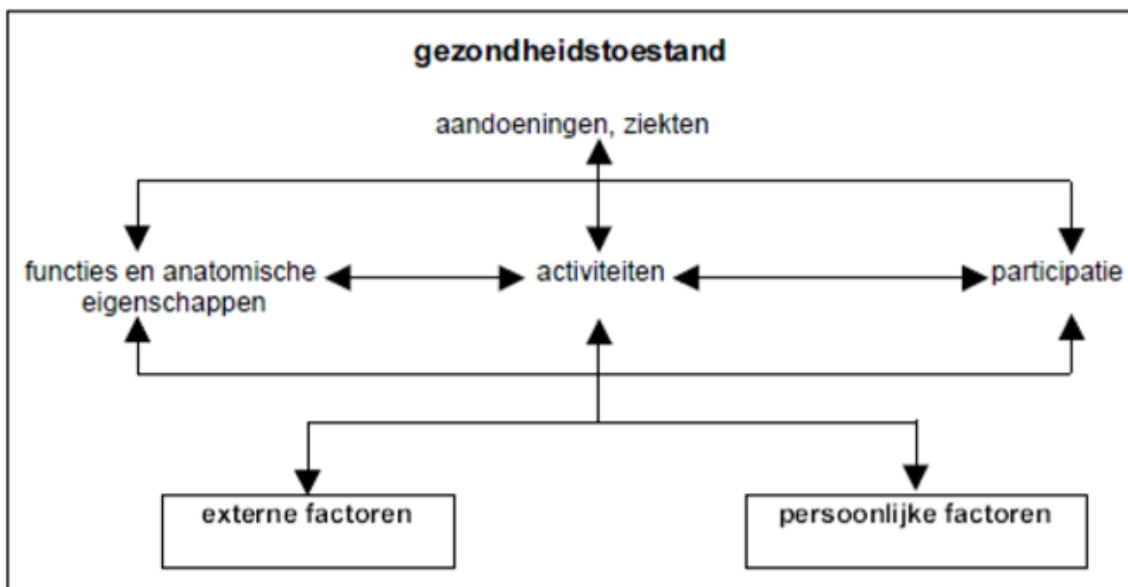 gezondheidstoestand
aandoeningen, ziekten
functies en anatomische
eigenschappen
activiteiten
participatie
externe factoren
persoonlijke factoren